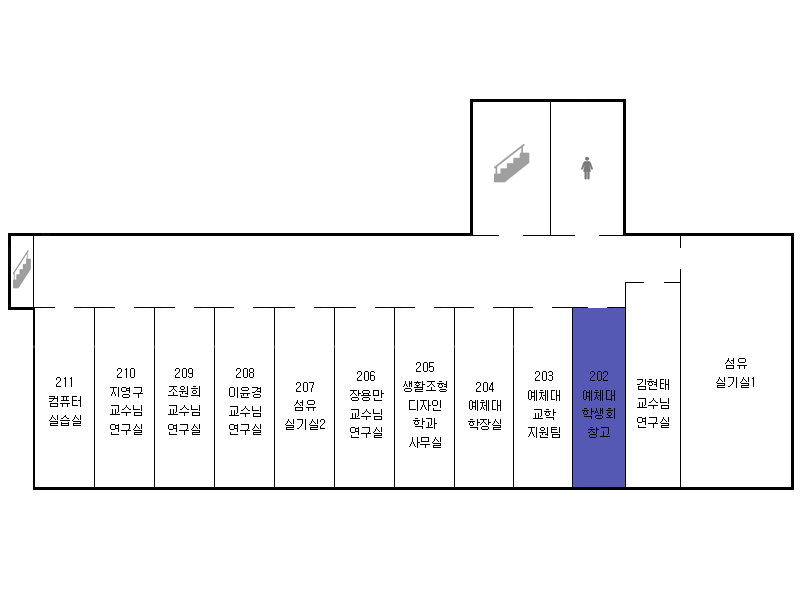 211
컴퓨터
실습실
210
지영구
교수님
연구실
209
조원희
교수님
연구실
208
이윤경
교수님
연구실
207
섬유
실기실2
206
장용만
교수님
연구실
205
생활조형
디자인
학과
사무실
204
예체대
학장실
203
예체대
교학
지원팀
202
예체대
학생회
창고
김현태
교수님
연구실
섬유
실기실1